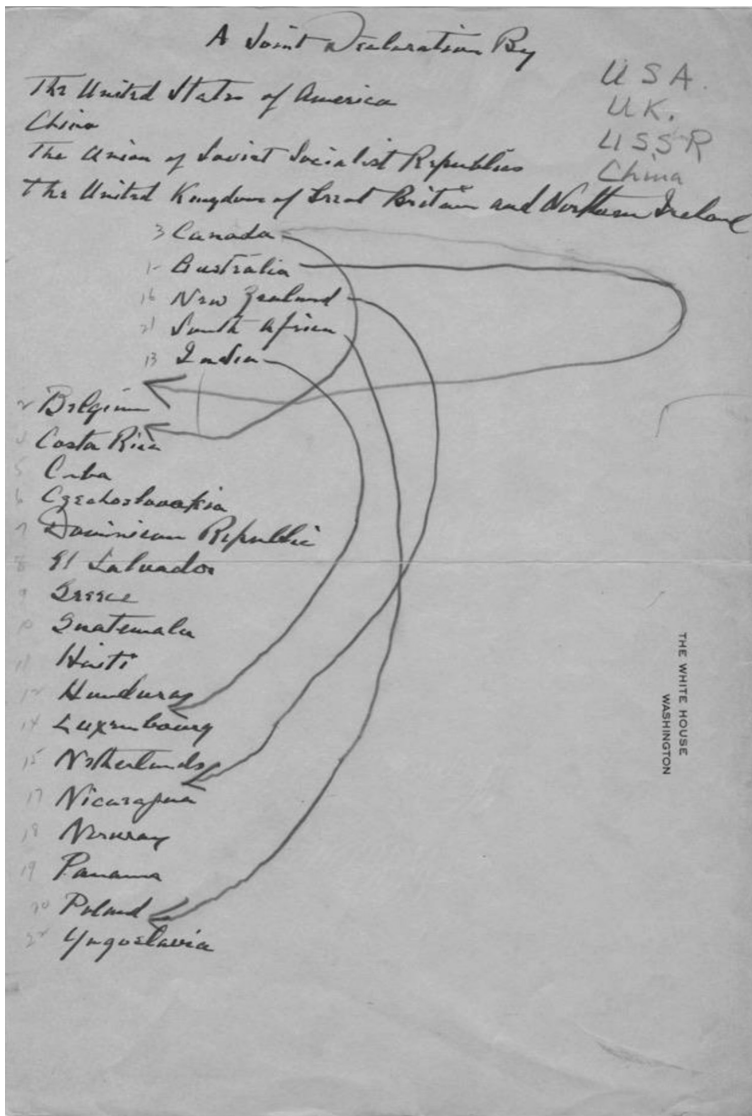 A Joint Declaration By
USA.
UK.
USSR
China
The United States of America
China
The Union of Soviet Socialist Republics
The United Kingdom of Great Britain and Northern Ireland
3 Canada
1 Australia
16 New Zealand
21 South Africa
13 India
2 Belgium
4 Costa Rica
5 Cuba
6 Czechoslovakia
7 Dominican Republic
8 El Salvador
9 Greece
10 Guatemala
11 Haiti
12 Honduras
14 Luxembourg
15 Netherlands
17 Nicaragua
18 Norway
19 Panama
20 Poland
22 Yugoslavia
THE WHITE HOUSE
WASHINGTON